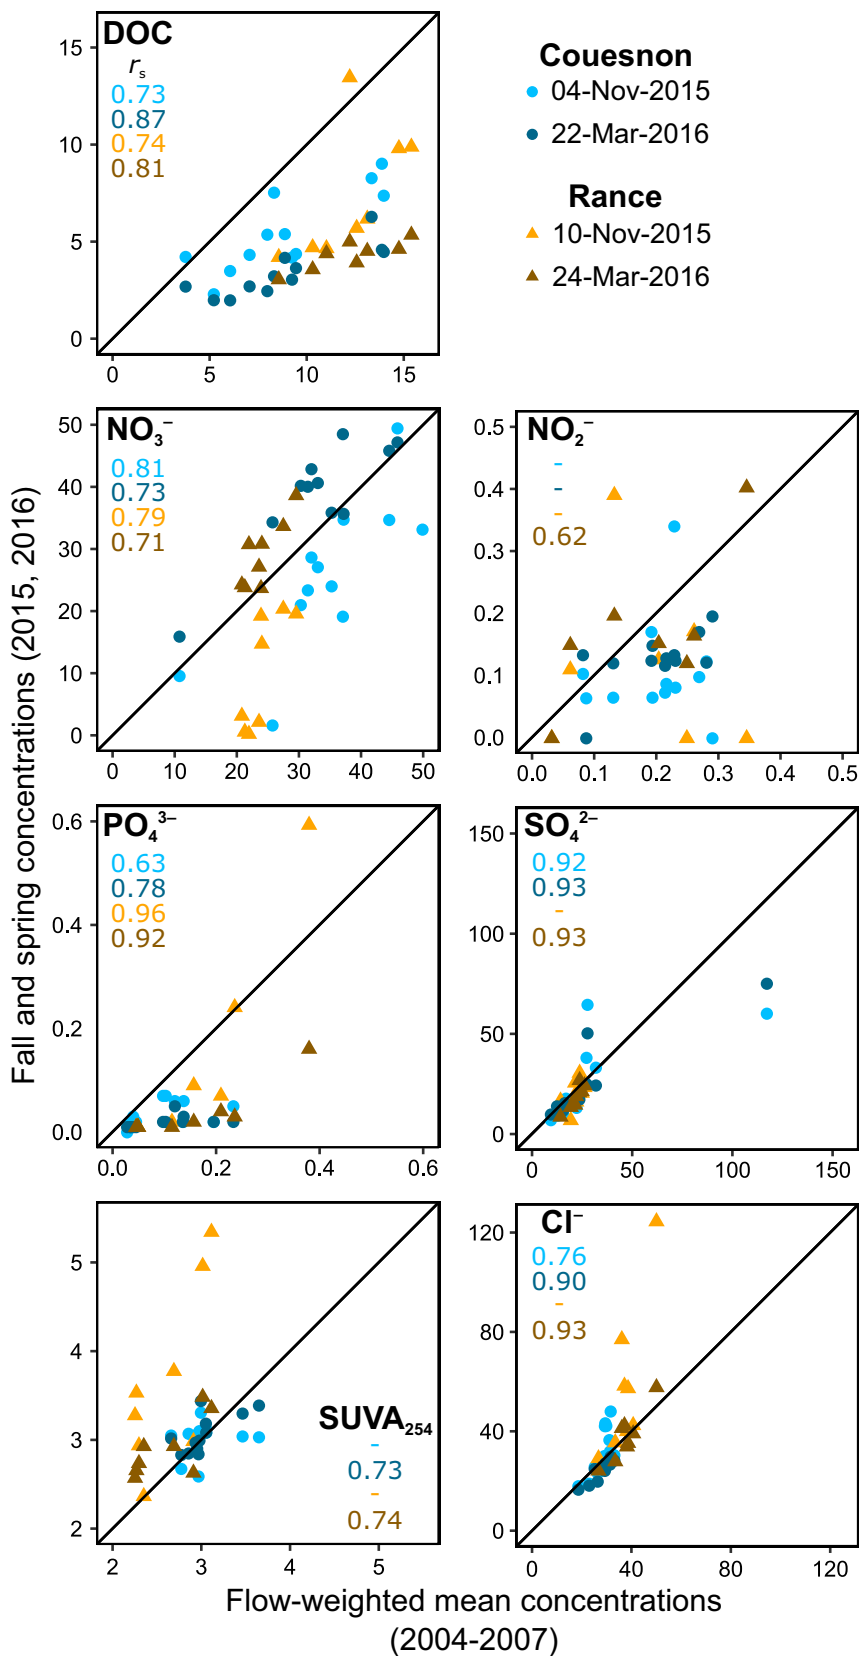 DOC
rs
0.73
0.87
0.74
0.81
15
10
5
0
0 5 10 15
Couesnon
04-Nov-2015
22-Mar-2016
Rance
10-Nov-2015
24-Mar-2016
NO3−
0.81
0.73
0.79
0.71
50
40
30
20
10
0
0 10 20 30 40 50
NO2−
-
-
-
0.62
0.5
0.4
0.3
0.2
0.1
0.0
0.0 0.1 0.2 0.3 0.4 0.5
PO43−
0.63
0.78
0.96
0.92
0.6
0.4
0.2
0.0
0.0 0.2 0.4 0.6
SO42−
0.92
0.93
-
0.93
150
100
50
0
0 50 100 150
SUVA254
-
0.73
-
0.74
5
4
3
2
2 3 4 5
Cl−
0.76
0.90
-
0.93
120
80
40
0
0 40 80 120
Fall and spring concentrations (2015, 2016)
Flow-weighted mean concentrations
(2004-2007)